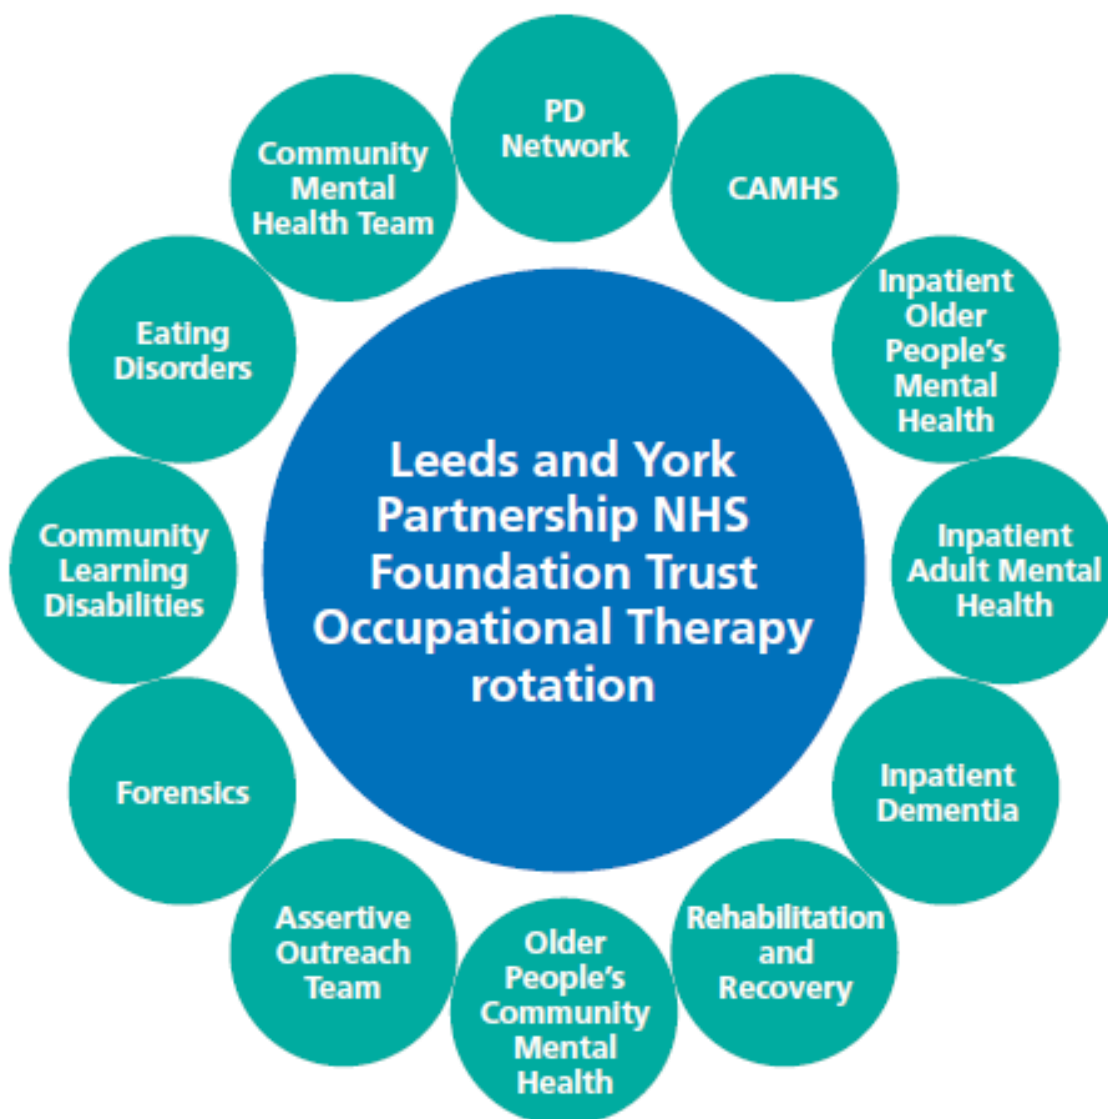 PD
Network
CAMHS
Inpatient
Older
People's
Mental
Health
Inpatient
Adult Mental
Health
Inpatient
Dementia
Rehabilitation
and
Recovery
Older
People's
Community
Mental
Health
Assertive
Outreach
Team
Forensics
Community
Learning
Disabilities
Eating
Disorders
Community
Mental
Health Team
Leeds and York
Partnership NHS
Foundation Trust
Occupational Therapy
rotation